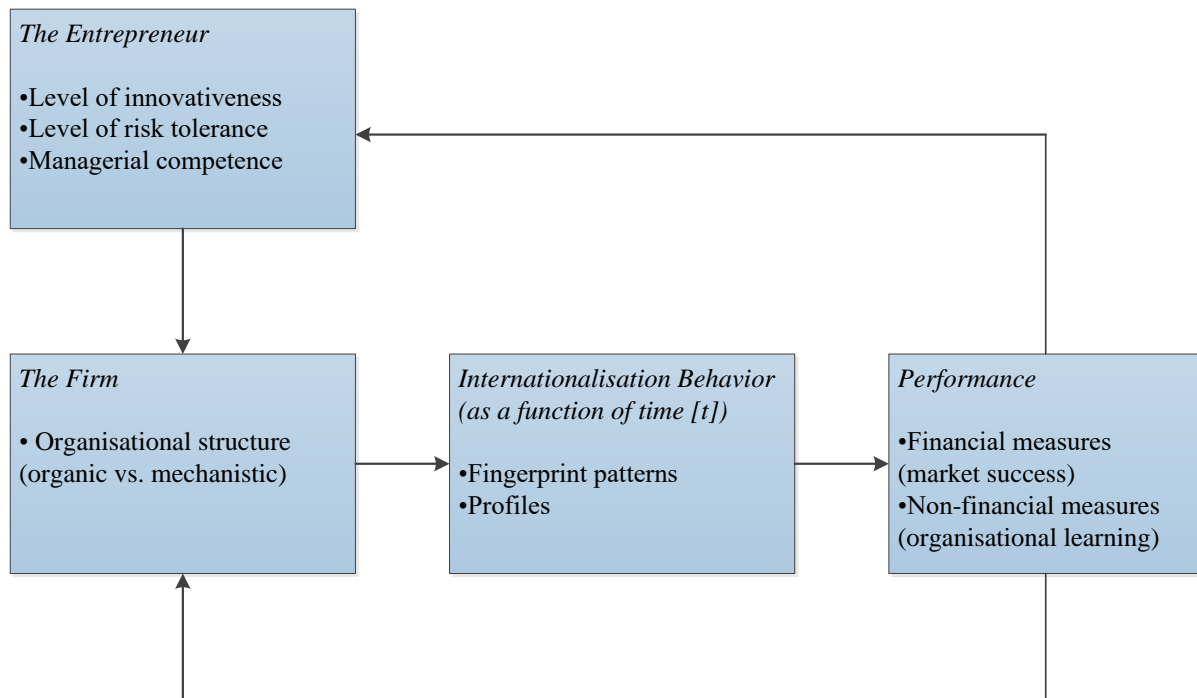 The Entrepreneur
•Level of innovativeness
•Level of risk tolerance
•Managerial competence
The Firm
• Organisational structure
(organic vs. mechanistic)
Internationalisation Behavior
(as a function of time [t])
•Fingerprint patterns
•Profiles
Performance
•Financial measures
(market success)
•Non-financial measures
(organisational learning)